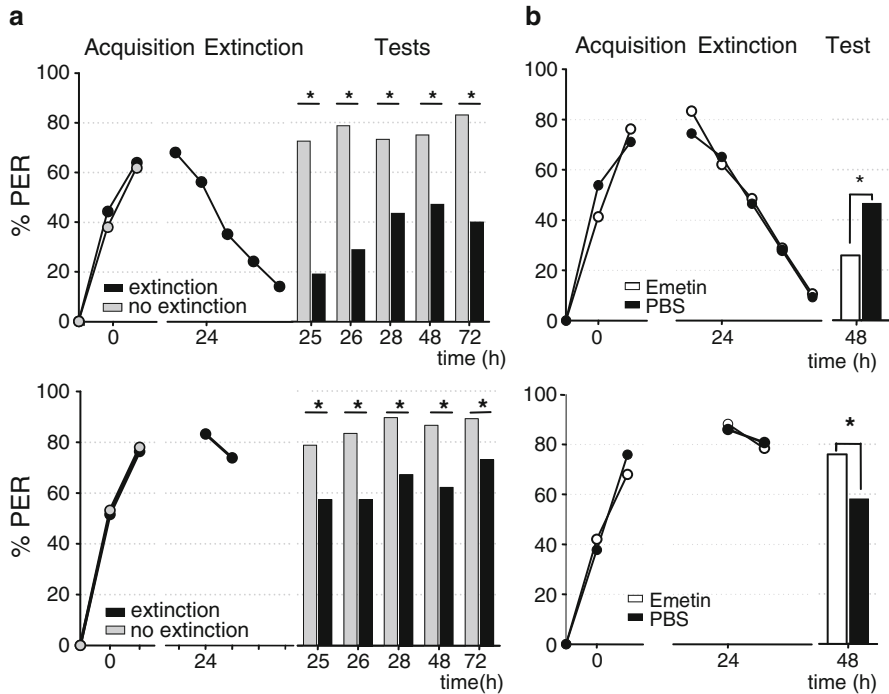 a
Acquisition Extinction Tests
100
80
60
40
20
0
% PER
* * * * *
extinction
no extinction
0 24 25 26 28 48 72
time (h)
b
Acquisition Extinction Test
100
80
60
40
20
0
*
Emetin
PBS
0 24 48
time (h)
100
80
60
40
20
0
% PER
* * * * *
extinction
no extinction
0 24 25 26 28 48 72
time(h)
100
80
60
40
20
0
*
Emetin
PBS
0 24 48
time (h)